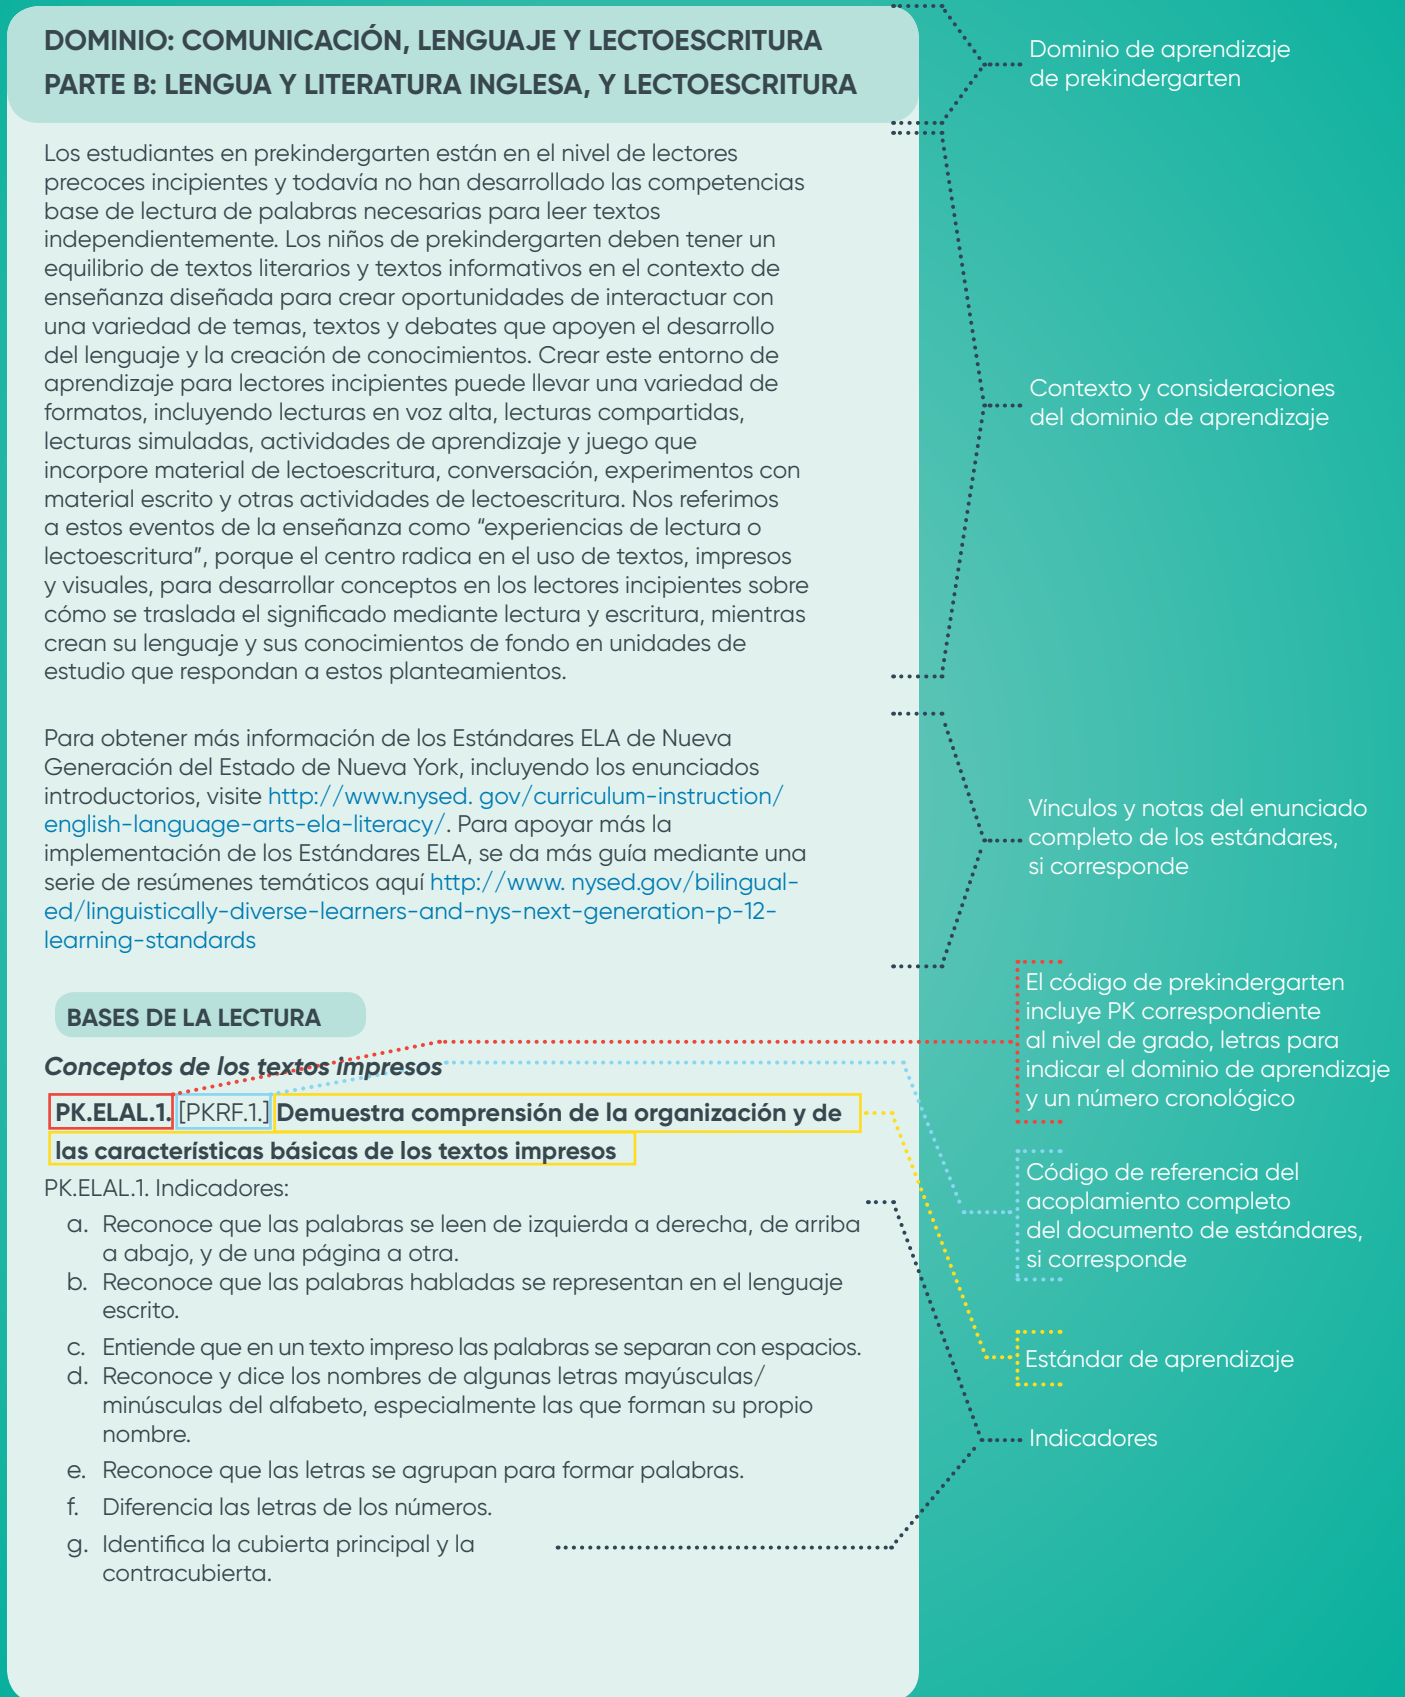 DOMINIO: COMUNICACIÓN, LENGUAJE Y LECTOESCRITURA
PARTE B: LENGUA Y LITERATURA INGLESA, Y LECTOESCRITURA
Los estudiantes en prekindergarten están en el nivel de lectores
precoces incipientes y todavía no han desarrollado las competencias
base de lectura de palabras necesarias para leer textos
independientemente. Los niños de prekindergarten deben tener un
equilibrio de textos literarios y textos informativos en el contexto de
enseñanza diseñada para crear oportunidades de interactuar con
una variedad de temas, textos y debates que apoyen el desarrollo
del lenguaje y la creación de conocimientos. Crear este entorno de
aprendizaje para lectores incipientes puede llevar una variedad de
formatos, incluyendo lecturas en voz alta, lecturas compartidas,
lecturas simuladas, actividades de aprendizaje y juego que
incorpore material de lectoescritura, conversación, experimentos con
material escrito y otras actividades de lectoescritura. Nos referimos
a estos eventos de la enseñanza como “experiencias de lectura o
lectoescritura”, porque el centro radica en el uso de textos, impresos
y visuales, para desarrollar conceptos en los lectores incipientes sobre
cómo se traslada el significado mediante lectura y escritura, mientras
crean su lenguaje y sus conocimientos de fondo en unidades de
estudio que respondan a estos planteamientos.
Para obtener más información de los Estándares ELA de Nueva
Generación del Estado de Nueva York, incluyendo los enunciados
introductorios, visite http://www.nysed. gov/curriculum-instruction/
english-language-arts-ela-literacy/. Para apoyar más la
implementación de los Estándares ELA, se da más guía mediante una
serie de resúmenes temáticos aquí http://www. nysed.gov/bilingual-
ed/linguistically-diverse-learners-and-nys-next-generation-p-12-
learning-standards
BASES DE LA LECTURA
Conceptos de los textos impresos
PK.ELAL.1. [PKRF.1.] Demuestra comprensión de la organización y de
las características básicas de los textos impresos
PK.ELAL.1. Indicadores:
a. Reconoce que las palabras se leen de izquierda a derecha, de arriba
a abajo, y de una página a otra.
b. Reconoce que las palabras habladas se representan en el lenguaje
escrito.
c. Entiende que en un texto impreso las palabras se separan con espacios.
d. Reconoce y dice los nombres de algunas letras mayúsculas/
minúsculas del alfabeto, especialmente las que forman su propio
nombre.
e. Reconoce que las letras se agrupan para formar palabras.
f. Diferencia las letras de los números.
g. Identifica la cubierta principal y la
contracubierta.
Dominio de aprendizaje
de prekindergarten
Contexto y consideraciones
del dominio de aprendizaje
Vínculos y notas del enunciado
completo de los estándares,
si corresponde
El código de prekindergarten
incluye PK correspondiente
al nivel de grado, letras para
indicar el dominio de aprendizaje
y un número cronológico
Código de referencia del
acoplamiento completo
del documento de estándares,
si corresponde
Estándar de aprendizaje
Indicadores